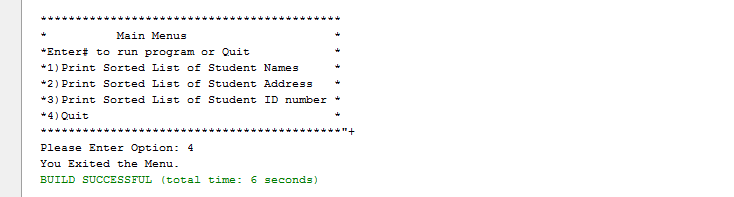 *******************************************
*          Main Menus                     *
*Enter# to run program or Quit            *
*1)Print Sorted List of Student Names     *
*2)Print Sorted List of Student Address   *
*3)Print Sorted List of Student ID number *
*4)Quit                                   *
*******************************************"+
Please Enter Option: 4
You Exited the Menu.
BUILD SUCCESSFUL (total time: 6 seconds)